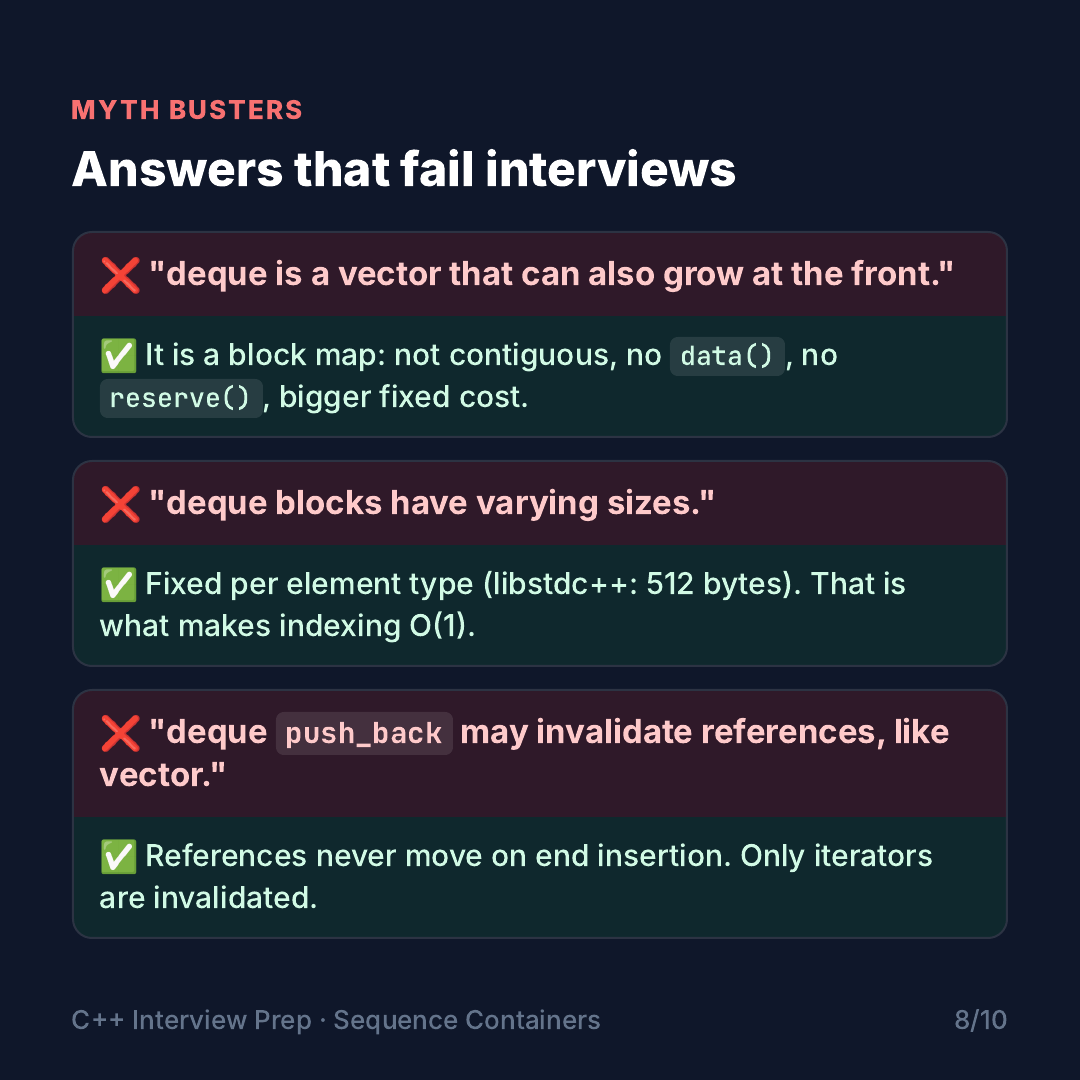 MYTH BUSTERS
Answers that fail interviews
❌ "deque is a vector that can also grow at the front."
✅ It is a block map: not contiguous, no data(), no
reserve(), bigger fixed cost.
❌ "deque blocks have varying sizes."
✅ Fixed per element type (libstdc++: 512 bytes). That is
what makes indexing O(1).
❌ "deque push_back may invalidate references, like
vector."
✅ References never move on end insertion. Only iterators
are invalidated.
C++ Interview Prep · Sequence Containers
8/10